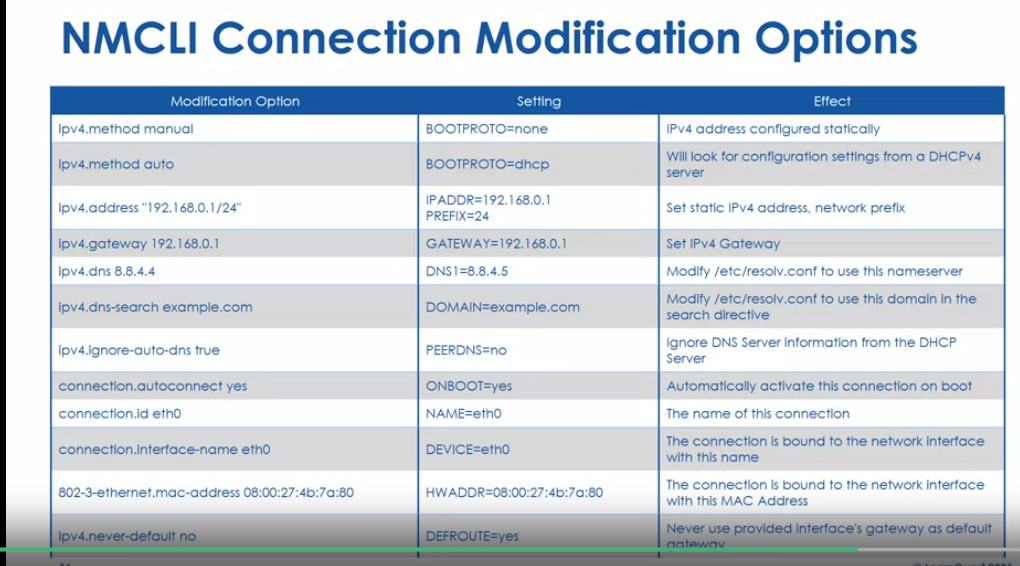 NMCLI Connection Modification Options
Modification Option Setting Effect
ipv4.method manual BOOTPROTO=none IPv4 address configured statically
ipv4.method auto BOOTPROTO=dhcp Will look for configuration settings from a DHCPv4
server
ipv4.address "192.168.0.1/24" IPADDR=192.168.0.1
PREFIX=24 Set static IPv4 address, network prefix
ipv4.gateway 192.168.0.1 GATEWAY=192.168.0.1 Set IPv4 Gateway
ipv4.dns 8.8.4.4 DNS1=8.8.4.5 Modify /etc/resolv.conf to use this nameserver
ipv4.dns-search example.com DOMAIN=example.com Modify /etc/resolv.conf to use this domain in the
search directive
ipv4.ignore-auto-dns true PEERDNS=no Ignore DNS Server information from the DHCP
Server
connection.autoconnect yes ONBOOT=yes Automatically activate this connection on boot
connection.id eth0 NAME=eth0 The name of this connection
connection.interface-name eth0 DEVICE=eth0 The connection is bound to the network interface
with this name
802-3-ethernet.mac-address 08:00:27:4b:7a:80 HWADDR=08:00:27:4b:7a:80 The connection is bound to the network interface
with this MAC Address
ipv4.never-default no DEFROUTE=yes Never use provided interface's gateway as default
gateway